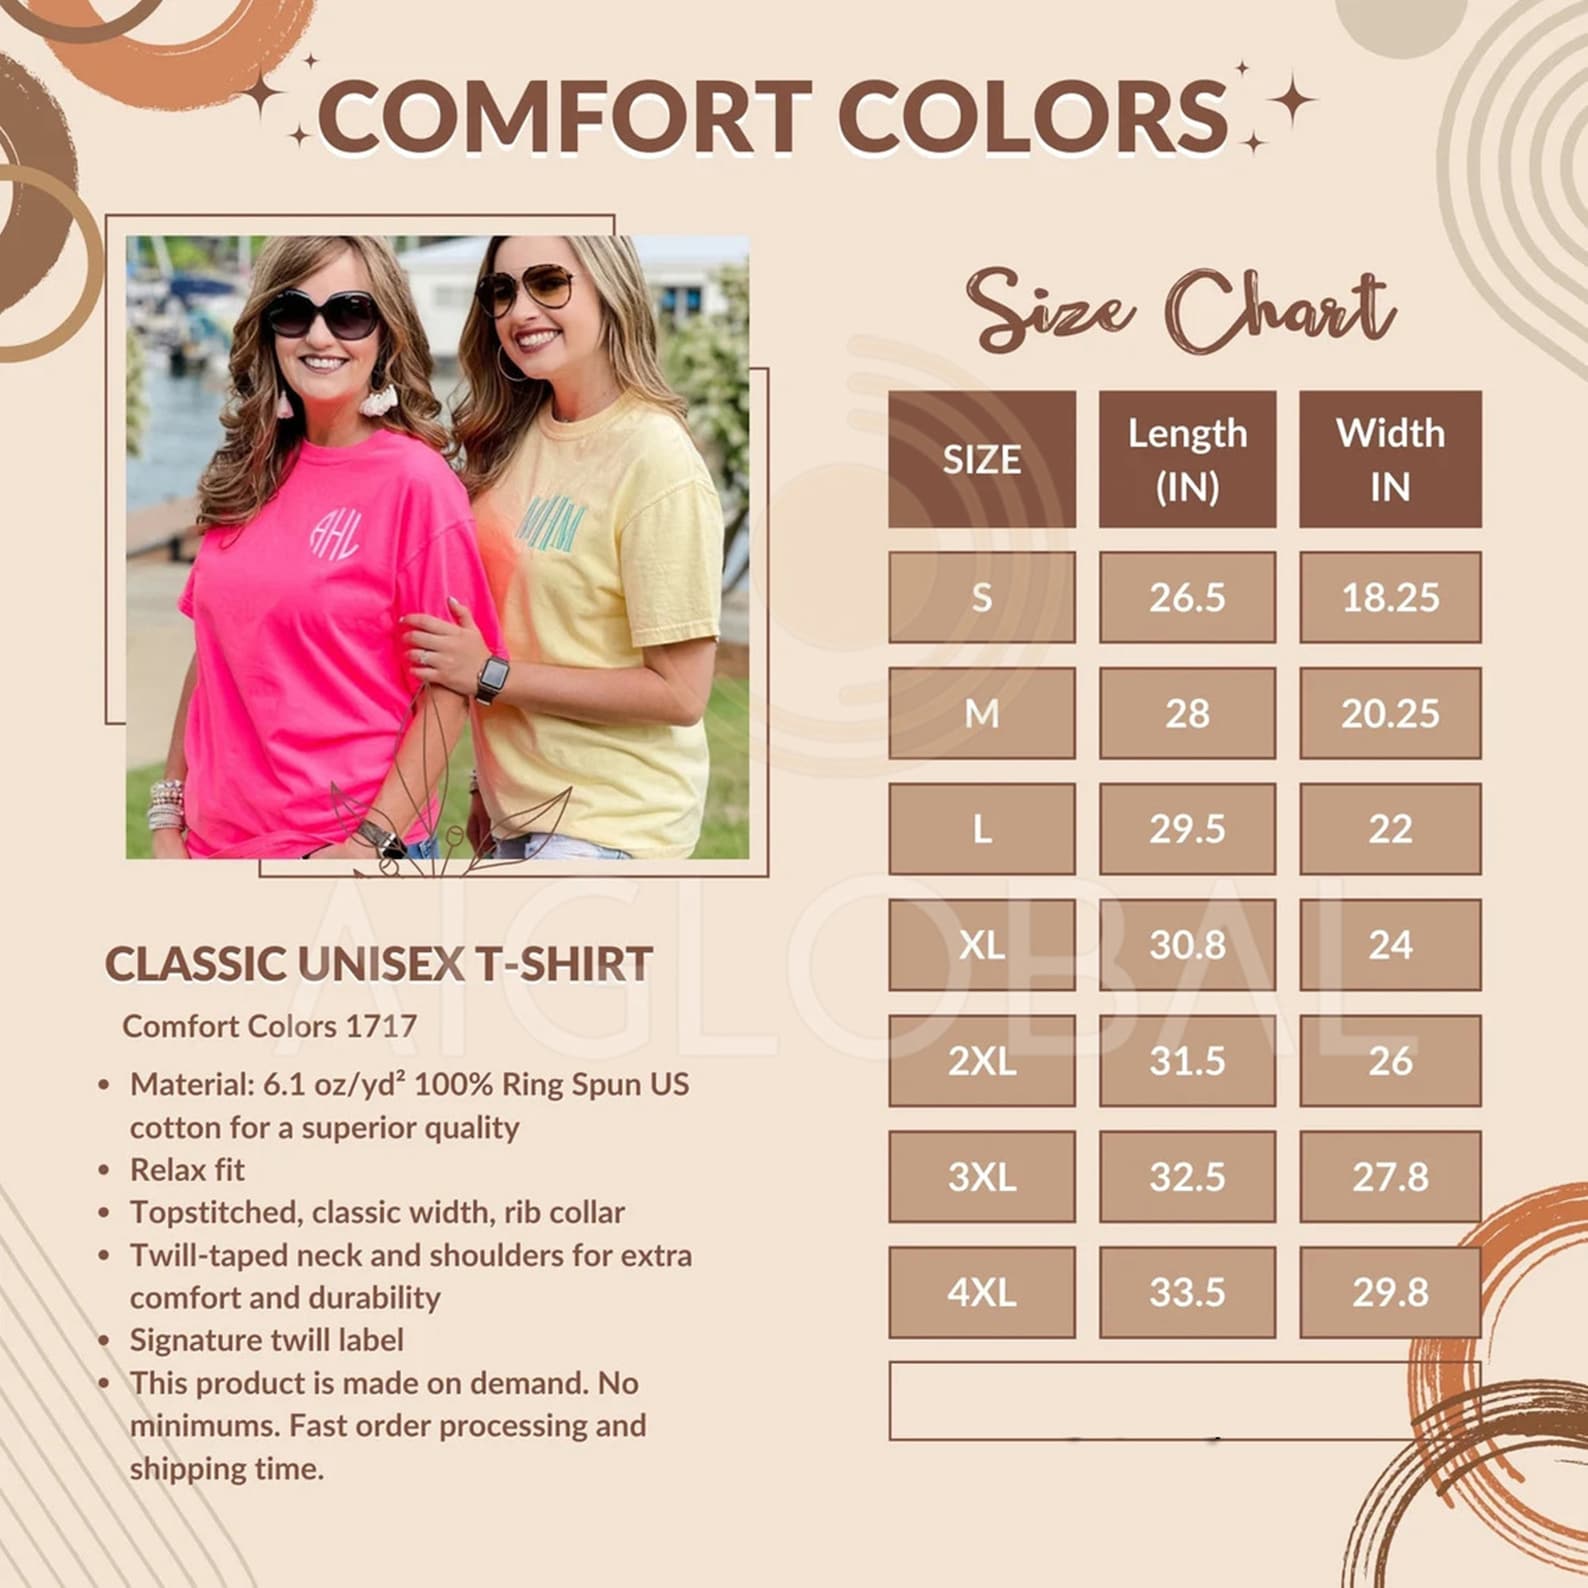 COMFORT COLORS
AHL
MHM
Size Chart
SIZE Length (IN) Width IN
S 26.5 18.25
M 28 20.25
L 29.5 22
XL 30.8 24
2XL 31.5 26
3XL 32.5 27.8
4XL 33.5 29.8
AIGLOBAL
CLASSIC UNISEX T-SHIRT
Comfort Colors 1717
• Material: 6.1 oz/yd² 100% Ring Spun US
cotton for a superior quality
• Relax fit
• Topstitched, classic width, rib collar
• Twill-taped neck and shoulders for extra
comfort and durability
• Signature twill label
• This product is made on demand. No
minimums. Fast order processing and
shipping time.